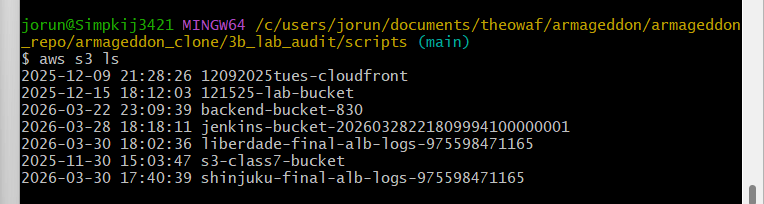 jorun@Simpkij3421 MINGW64 /c/users/jorun/documents/theowaf/armageddon/armageddon
_repo/armageddon_clone/3b_lab_audit/scripts (main)
$ aws s3 ls
2025-12-09 21:28:26 12092025tues-cloudfront
2025-12-15 18:12:03 121525-lab-bucket
2026-03-22 23:09:39 backend-bucket-830
2026-03-28 18:18:11 jenkins-bucket-20260328221809994100000001
2026-03-30 18:02:36 liberdade-final-alb-logs-975598471165
2025-11-30 15:03:47 s3-class7-bucket
2026-03-30 17:40:39 shinjuku-final-alb-logs-975598471165